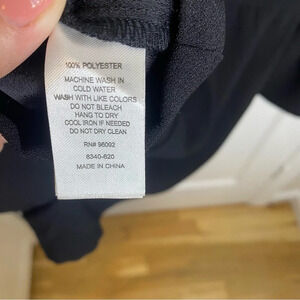 100% POLYESTER
MACHINE WASH IN
COLD WATER
WASH WITH LIKE COLORS
DO NOT BLEACH
HANG TO DRY
COOL IRON IF NEEDED
DO NOT DRY CLEAN
RN# 96092
8340-620
MADE IN CHINA